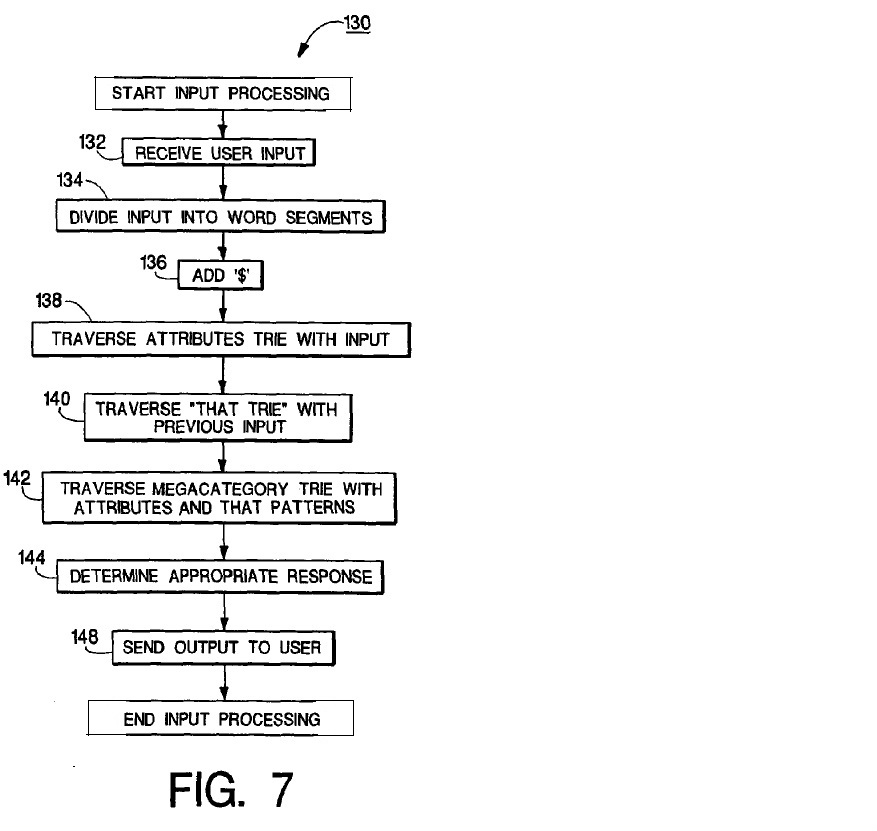 130
START INPUT PROCESSING
132
RECEIVE USER INPUT
134
DIVIDE INPUT INTO WORD SEGMENTS
136
ADD '$'
138
TRAVERSE ATTRIBUTES TRIE WITH INPUT
140
TRAVERSE "THAT TRIE" WITH
PREVIOUS INPUT
142
TRAVERSE MEGACATEGORY TRIE WITH
ATTRIBUTES AND THAT PATTERNS
144
DETERMINE APPROPRIATE RESPONSE
148
SEND OUTPUT TO USER
END INPUT PROCESSING
FIG. 7